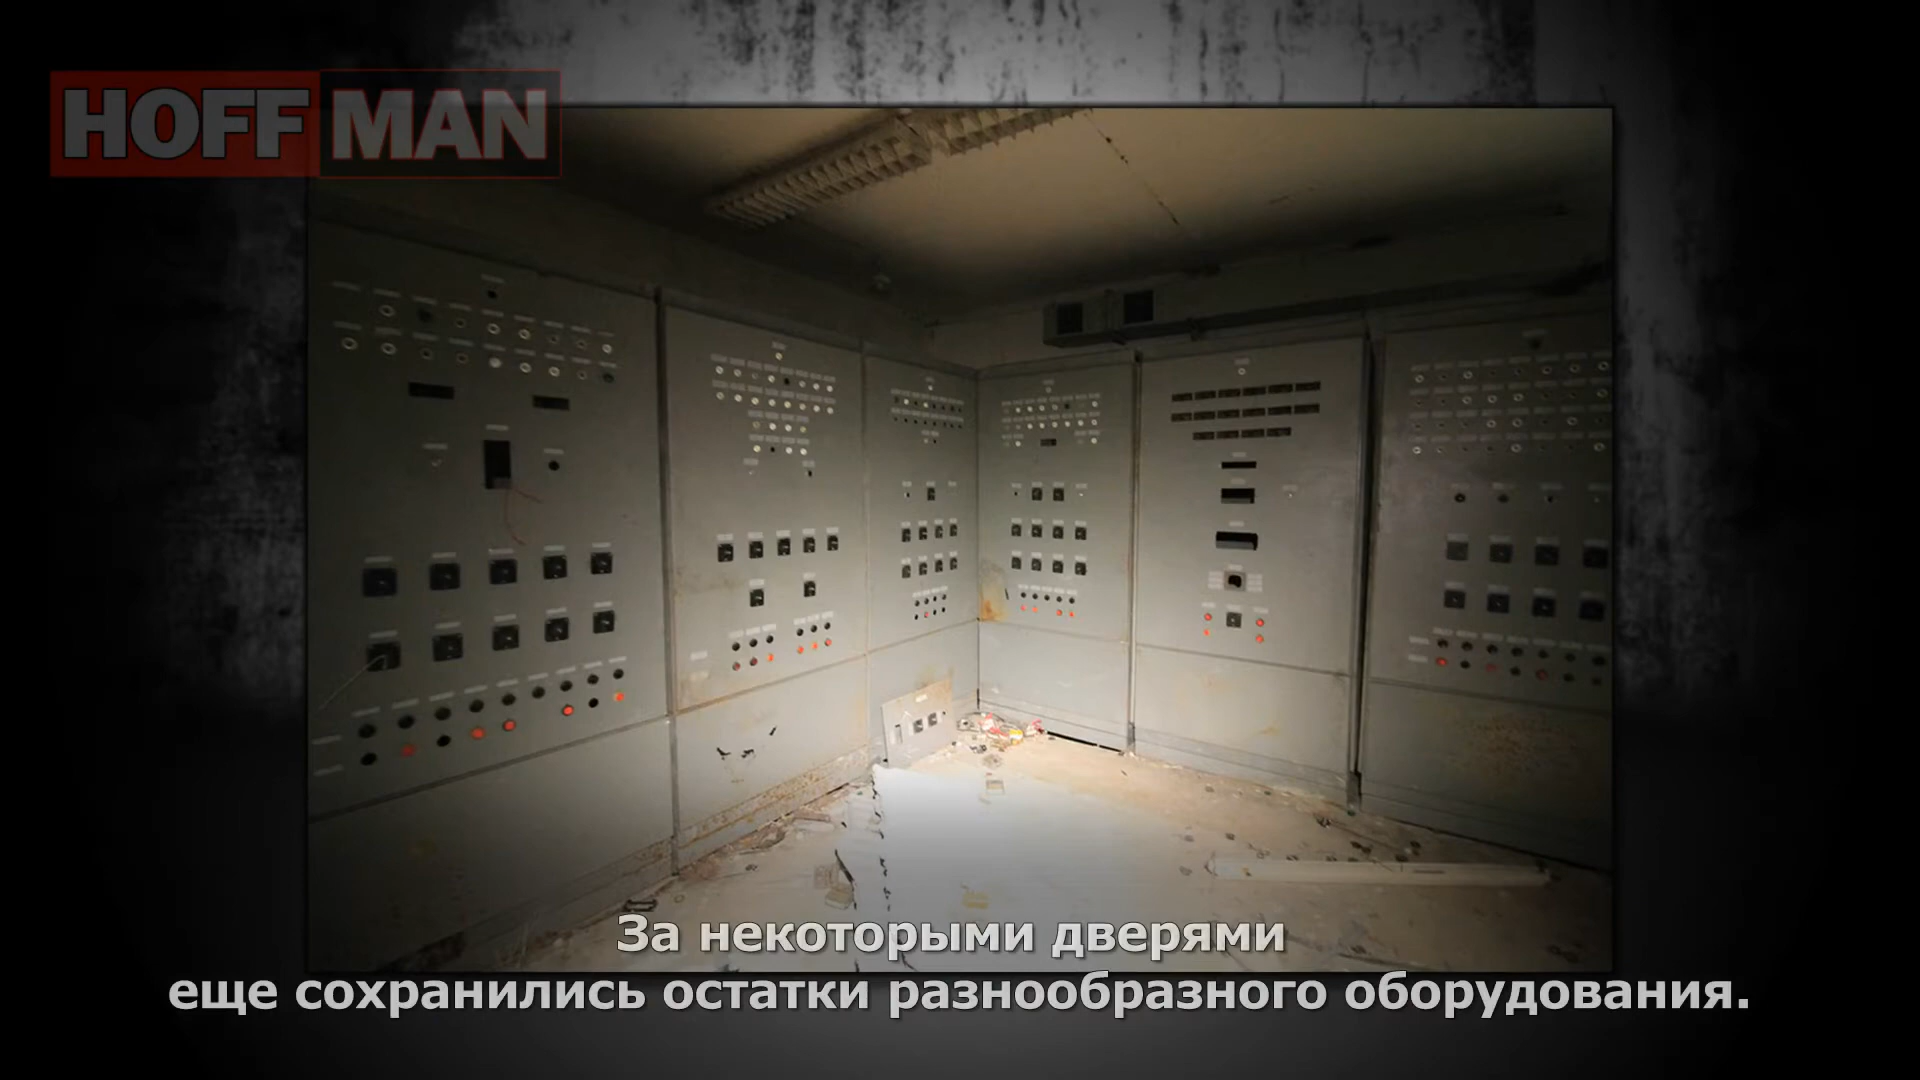 HOFFMAN
За некоторыми дверями
еще сохранились остатки разнообразного оборудования.